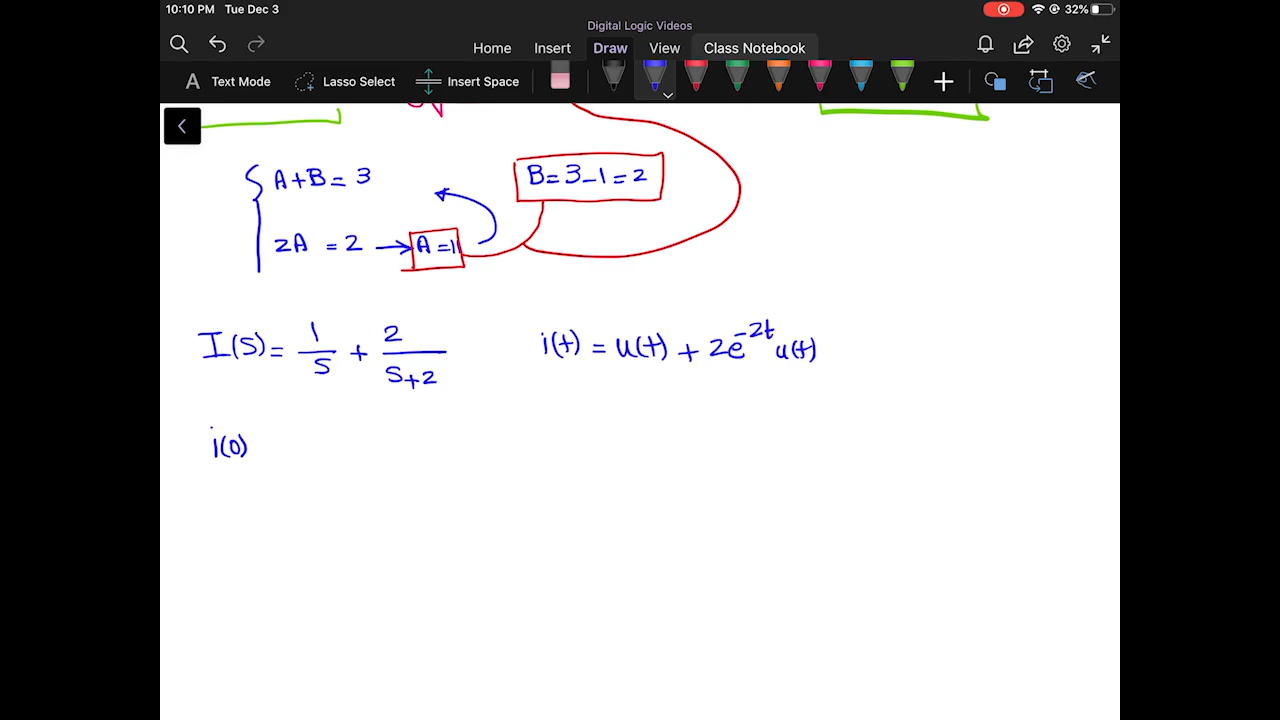 10:10 PM Tue Dec 3
32%
Digital Logic Videos
Home Insert Draw View Class Notebook
Text Mode Lasso Select Insert Space
A+B = 3
B = 3-1 = 2
2A = 2 → A = 1
I(S) = 1/S + 2/(S+2)
i(t) = u(t) + 2e^-2t u(t)
i(0)